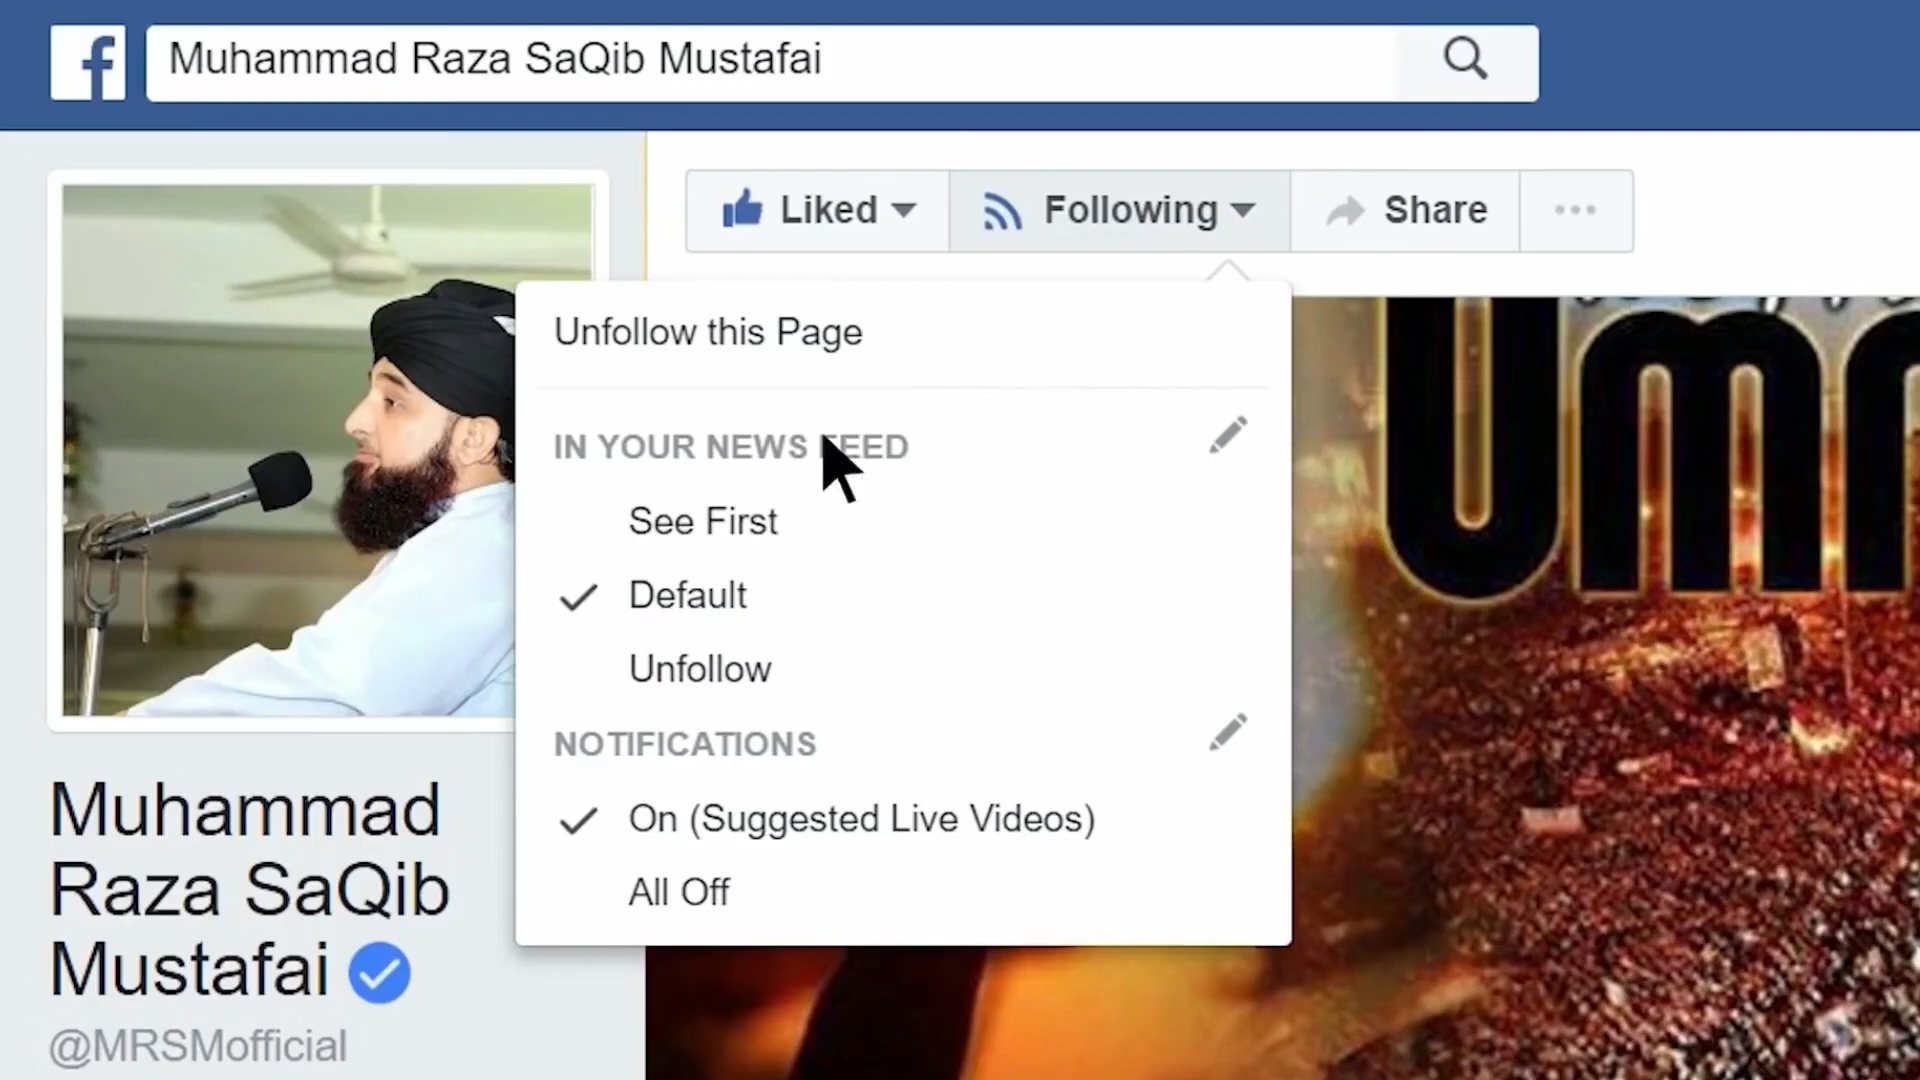 f
Muhammad Raza SaQib Mustafai
Liked
Following
Share
Unfollow this Page
IN YOUR NEWS FEED
See First
Default
Unfollow
NOTIFICATIONS
On (Suggested Live Videos)
All Off
Muhammad
Raza SaQib
Mustafai
@MRSMofficial